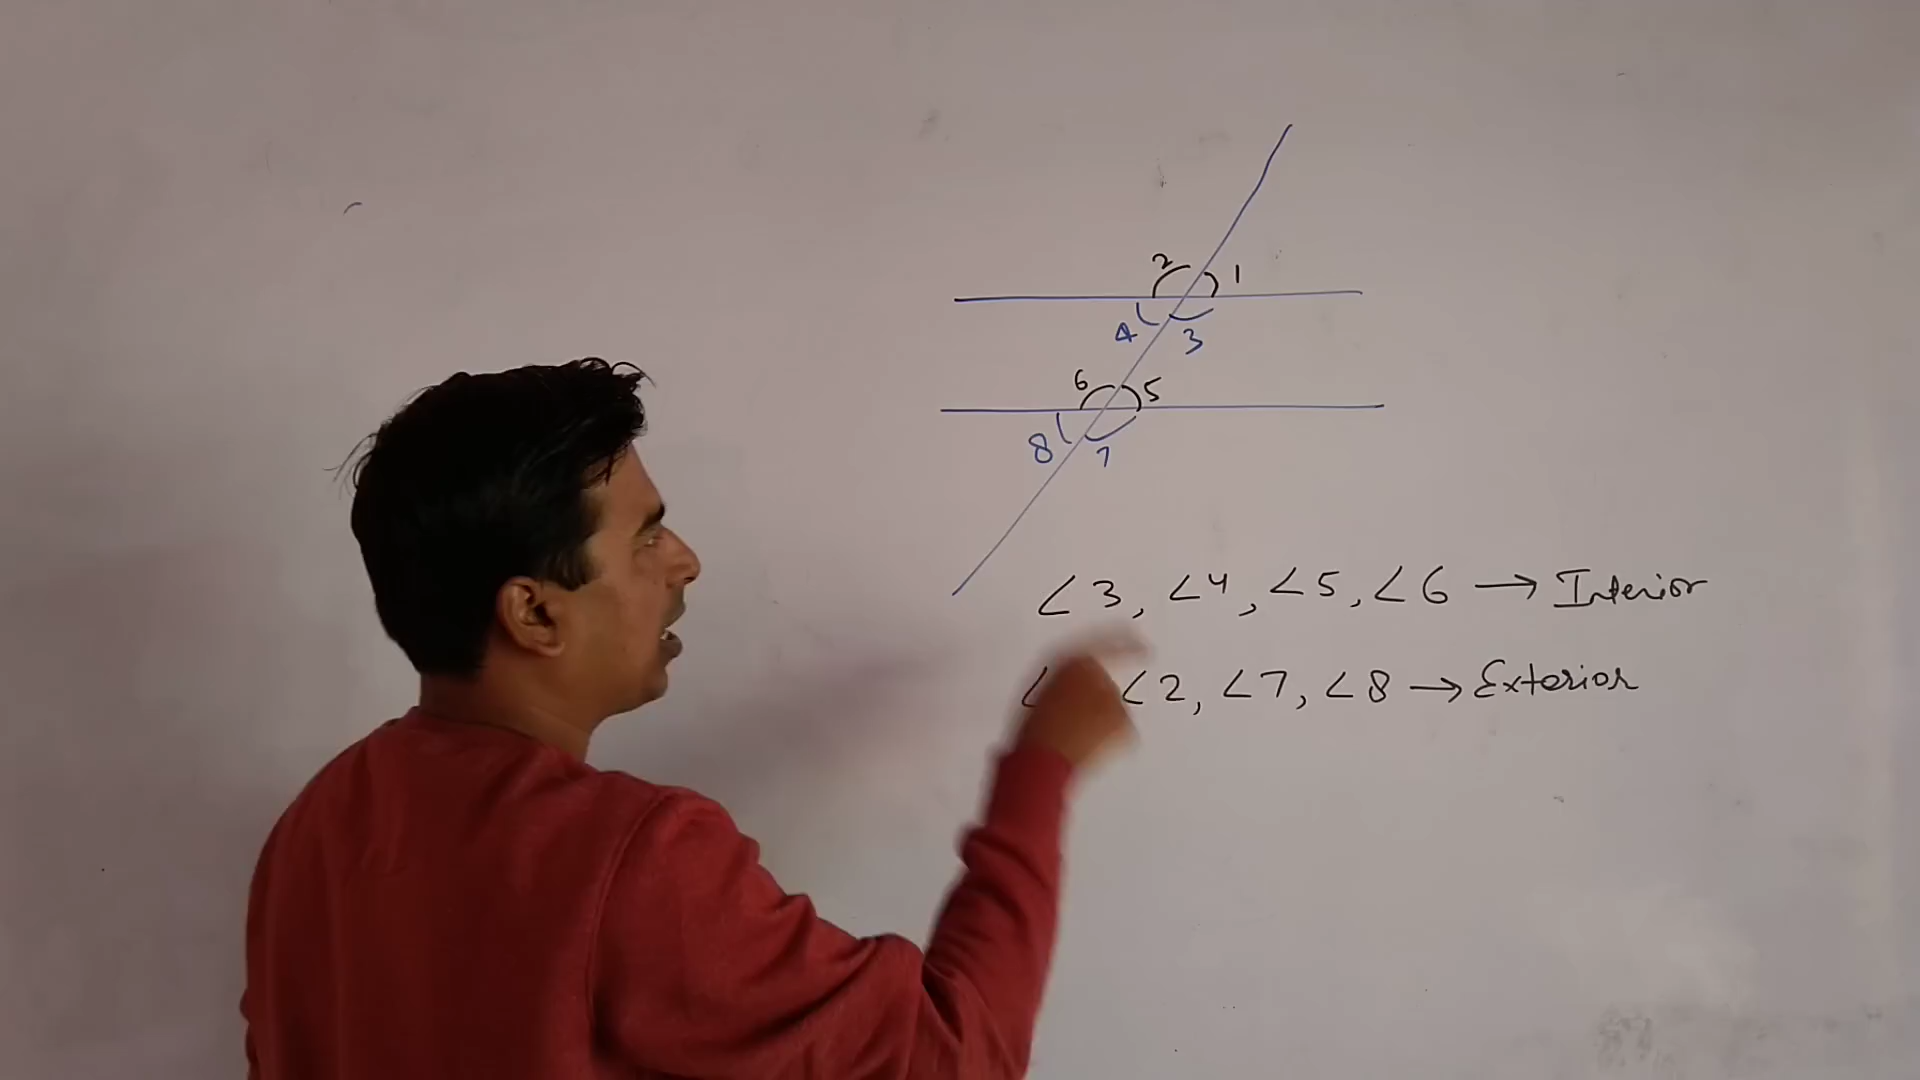 2 1
4 3
6 5
8 7
∠3, ∠4, ∠5, ∠6 → Interior
∠ ∠2, ∠7, ∠8 → Exterior